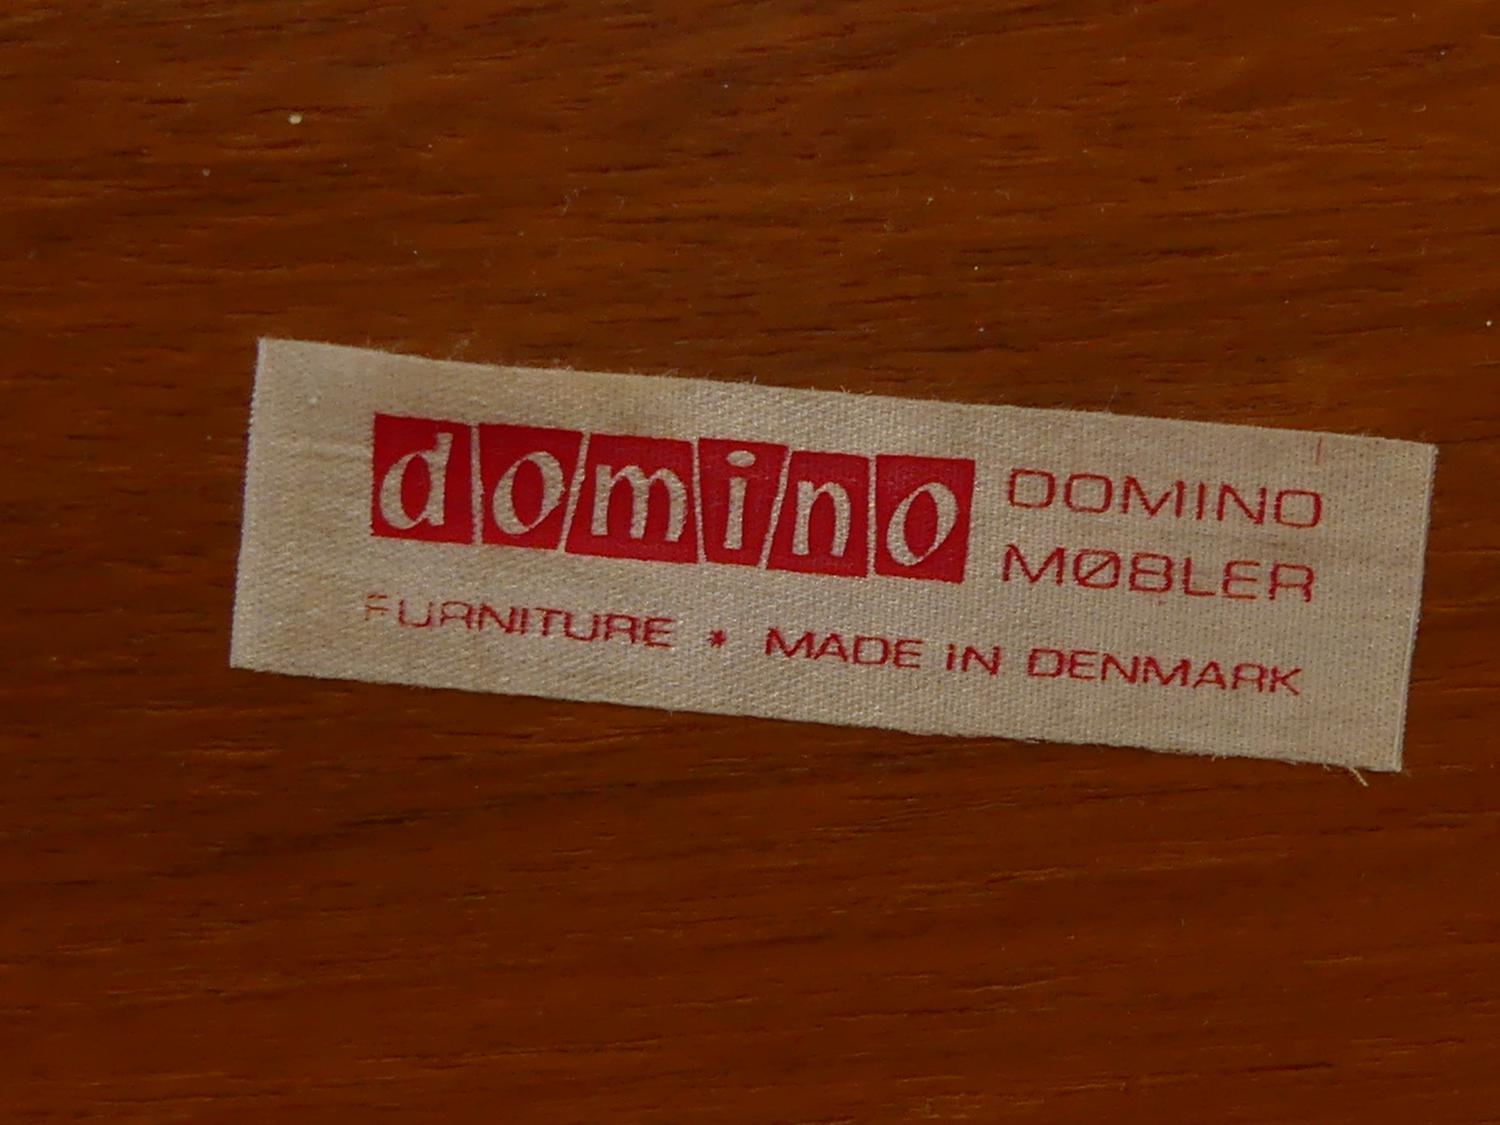 domino
DOMINO
MØBLER
FURNITURE * MADE IN DENMARK